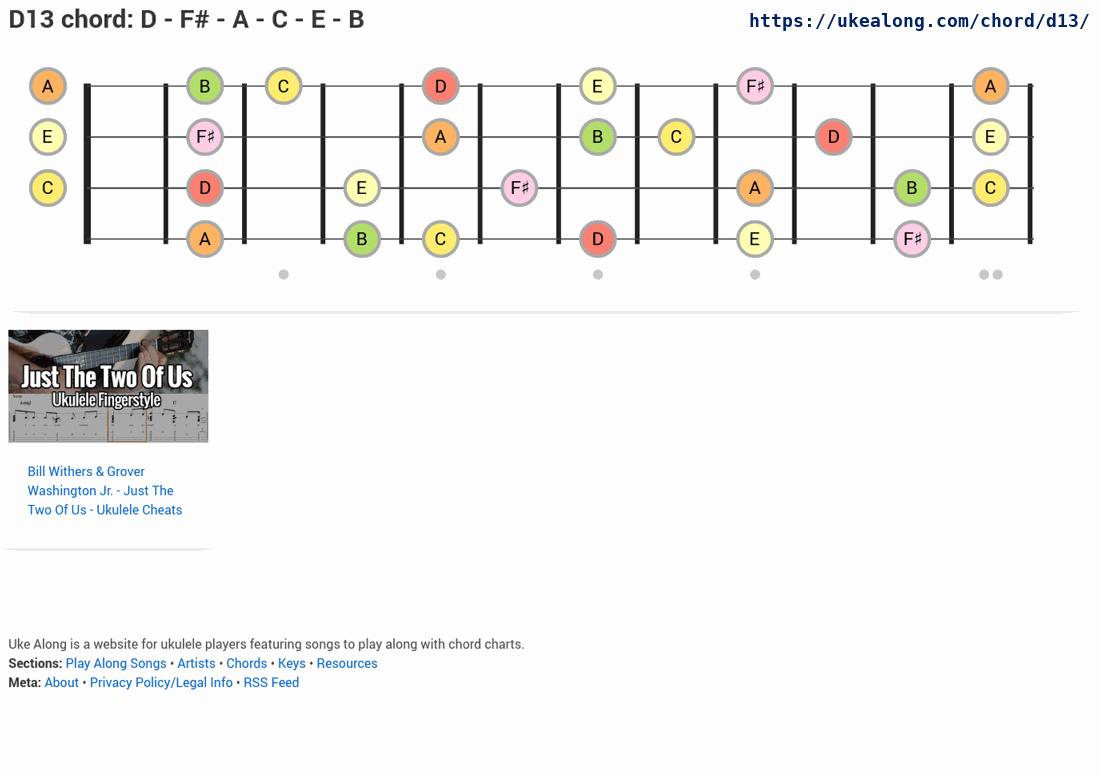 D13 chord: D - F# - A - C - E - B
https://ukealong.com/chord/d13/
A B C D E F♯ A
E F♯ A B C D E
C D E F♯ A B C
A B C D E F♯
Just The Two Of Us
Ukulele Fingerstyle
Bill Withers & Grover
Washington Jr. - Just The
Two Of Us - Ukulele Cheats
Uke Along is a website for ukulele players featuring songs to play along with chord charts.
Sections: Play Along Songs • Artists • Chords • Keys • Resources
Meta: About • Privacy Policy/Legal Info • RSS Feed